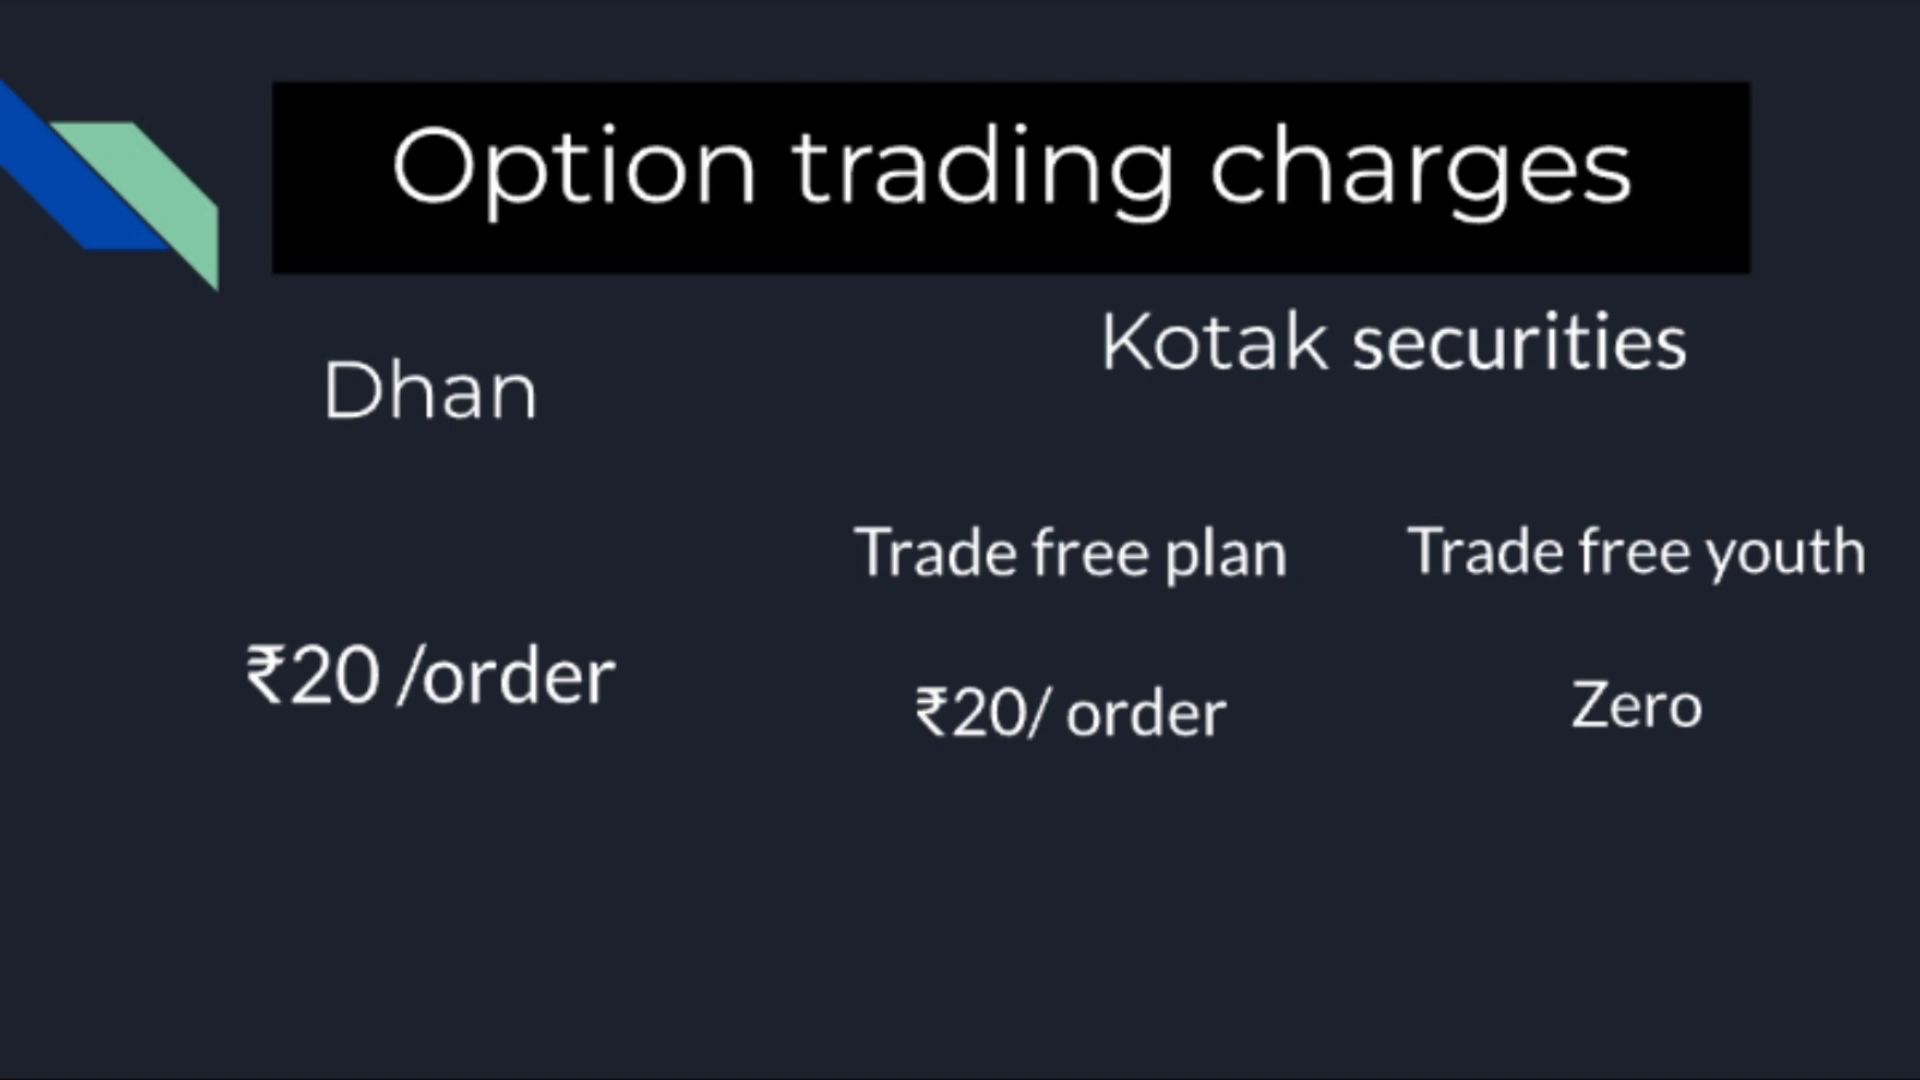 Option trading charges
Dhan
Kotak securities
Trade free plan
Trade free youth
₹20 /order
₹20/ order
Zero